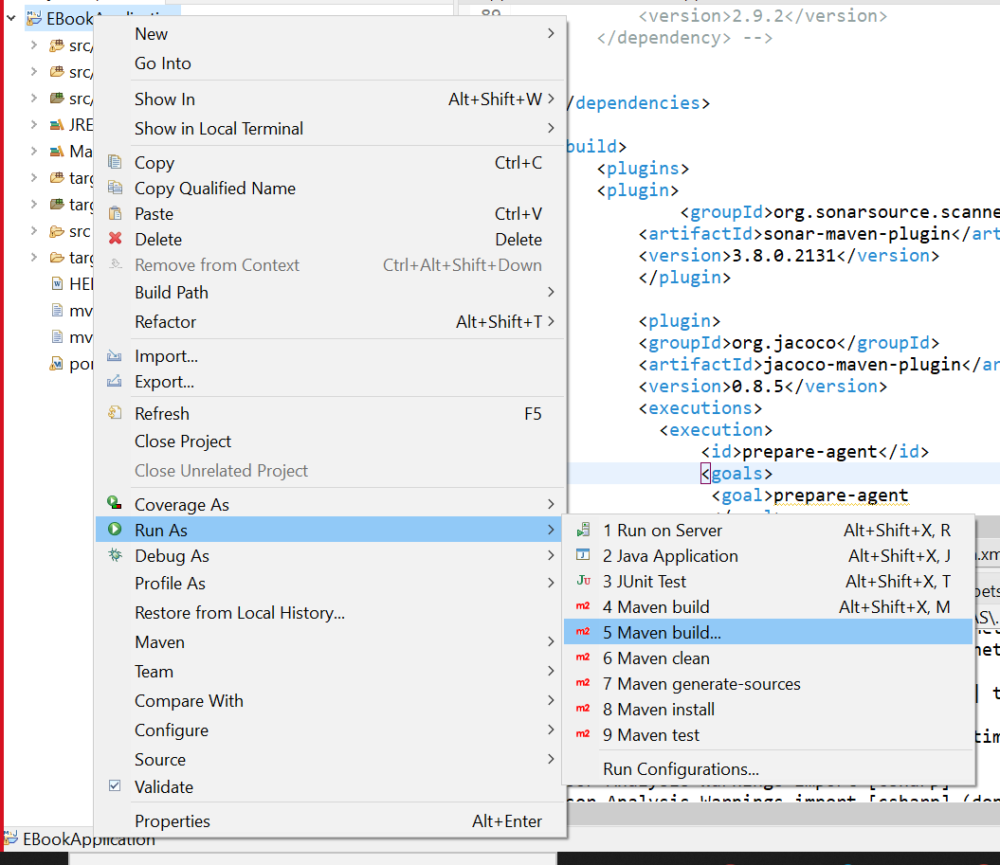 EBookApplication
src/
src/
src/
JRE
Ma
targ
targ
src
targ
HEL
mv
mv
pom
New
Go Into
Show In Alt+Shift+W
Show in Local Terminal
Copy Ctrl+C
Copy Qualified Name
Paste Ctrl+V
Delete Delete
Remove from Context Ctrl+Alt+Shift+Down
Build Path
Refactor Alt+Shift+T
Import...
Export...
Refresh F5
Close Project
Close Unrelated Project
Coverage As
Run As
Debug As
Profile As
Restore from Local History...
Maven
Team
Compare With
Configure
Source
Validate
Properties Alt+Enter
1 Run on Server Alt+Shift+X, R
2 Java Application Alt+Shift+X, J
3 JUnit Test Alt+Shift+X, T
4 Maven build Alt+Shift+X, M
5 Maven build...
6 Maven clean
7 Maven generate-sources
8 Maven install
9 Maven test
Run Configurations...
89
<version>2.9.2</version>
</dependency> -->
/dependencies>
build>
<plugins>
<plugin>
<groupId>org.sonarsource.scanne
<artifactId>sonar-maven-plugin</art
<version>3.8.0.2131</version>
</plugin>
<plugin>
<groupId>org.jacoco</groupId>
<artifactId>jacoco-maven-plugin</ar
<version>0.8.5</version>
<executions>
<execution>
<id>prepare-agent</id>
<goals>
<goal>prepare-agent
EBookApplication